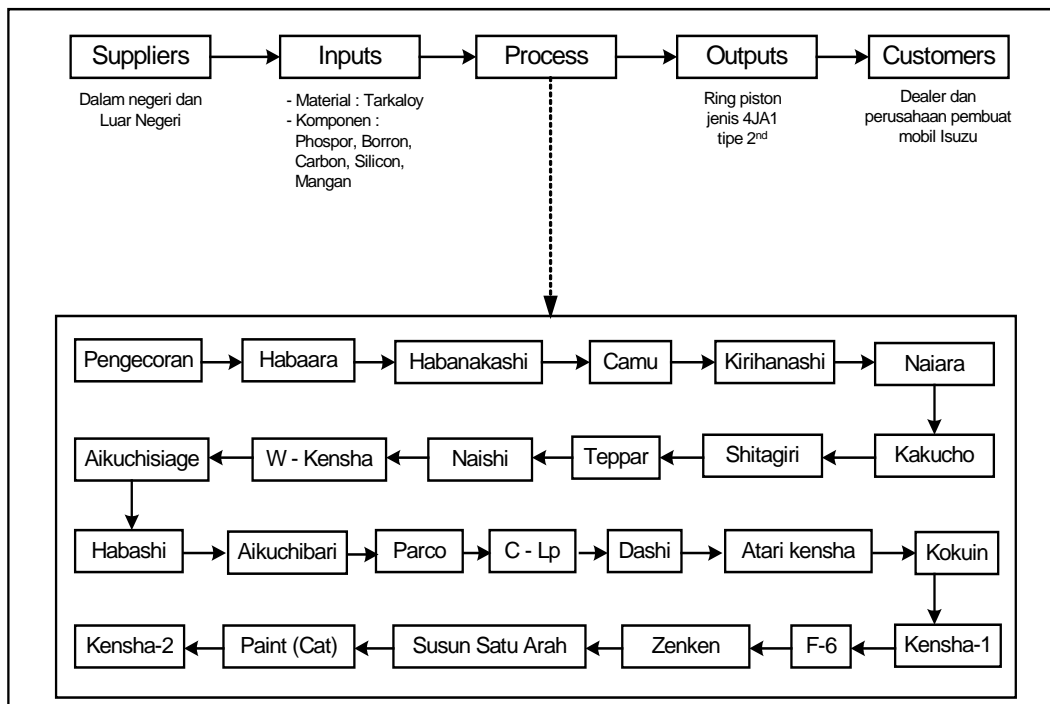 Suppliers
Inputs
Process
Outputs
Customers
Dalam negeri dan
Luar Negeri
- Material : Tarkaloy
- Komponen :
Phospor, Borron,
Carbon, Silicon,
Mangan
Ring piston
jenis 4JA1
tipe 2nd
Dealer dan
perusahaan pembuat
mobil Isuzu
Pengecoran
Habaara
Habanakashi
Camu
Kirihanashi
Naiara
Kakucho
Shitagiri
Teppar
Naishi
W - Kensha
Aikuchisiage
Habashi
Aikuchibari
Parco
C - Lp
Dashi
Atari kensha
Kokuin
Kensha-1
F-6
Zenken
Susun Satu Arah
Paint (Cat)
Kensha-2